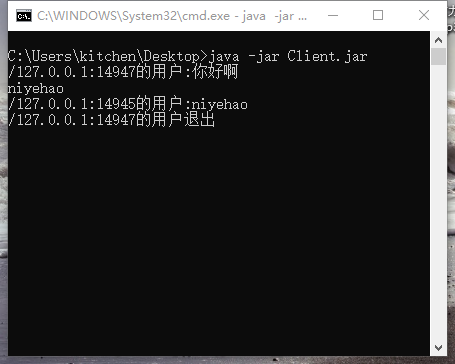 C:\WINDOWS\System32\cmd.exe - java -jar ...
C:\Users\kitchen\Desktop>java -jar Client.jar
/127.0.0.1:14947的用户:你好啊
niyehao
/127.0.0.1:14945的用户:niyehao
/127.0.0.1:14947的用户退出